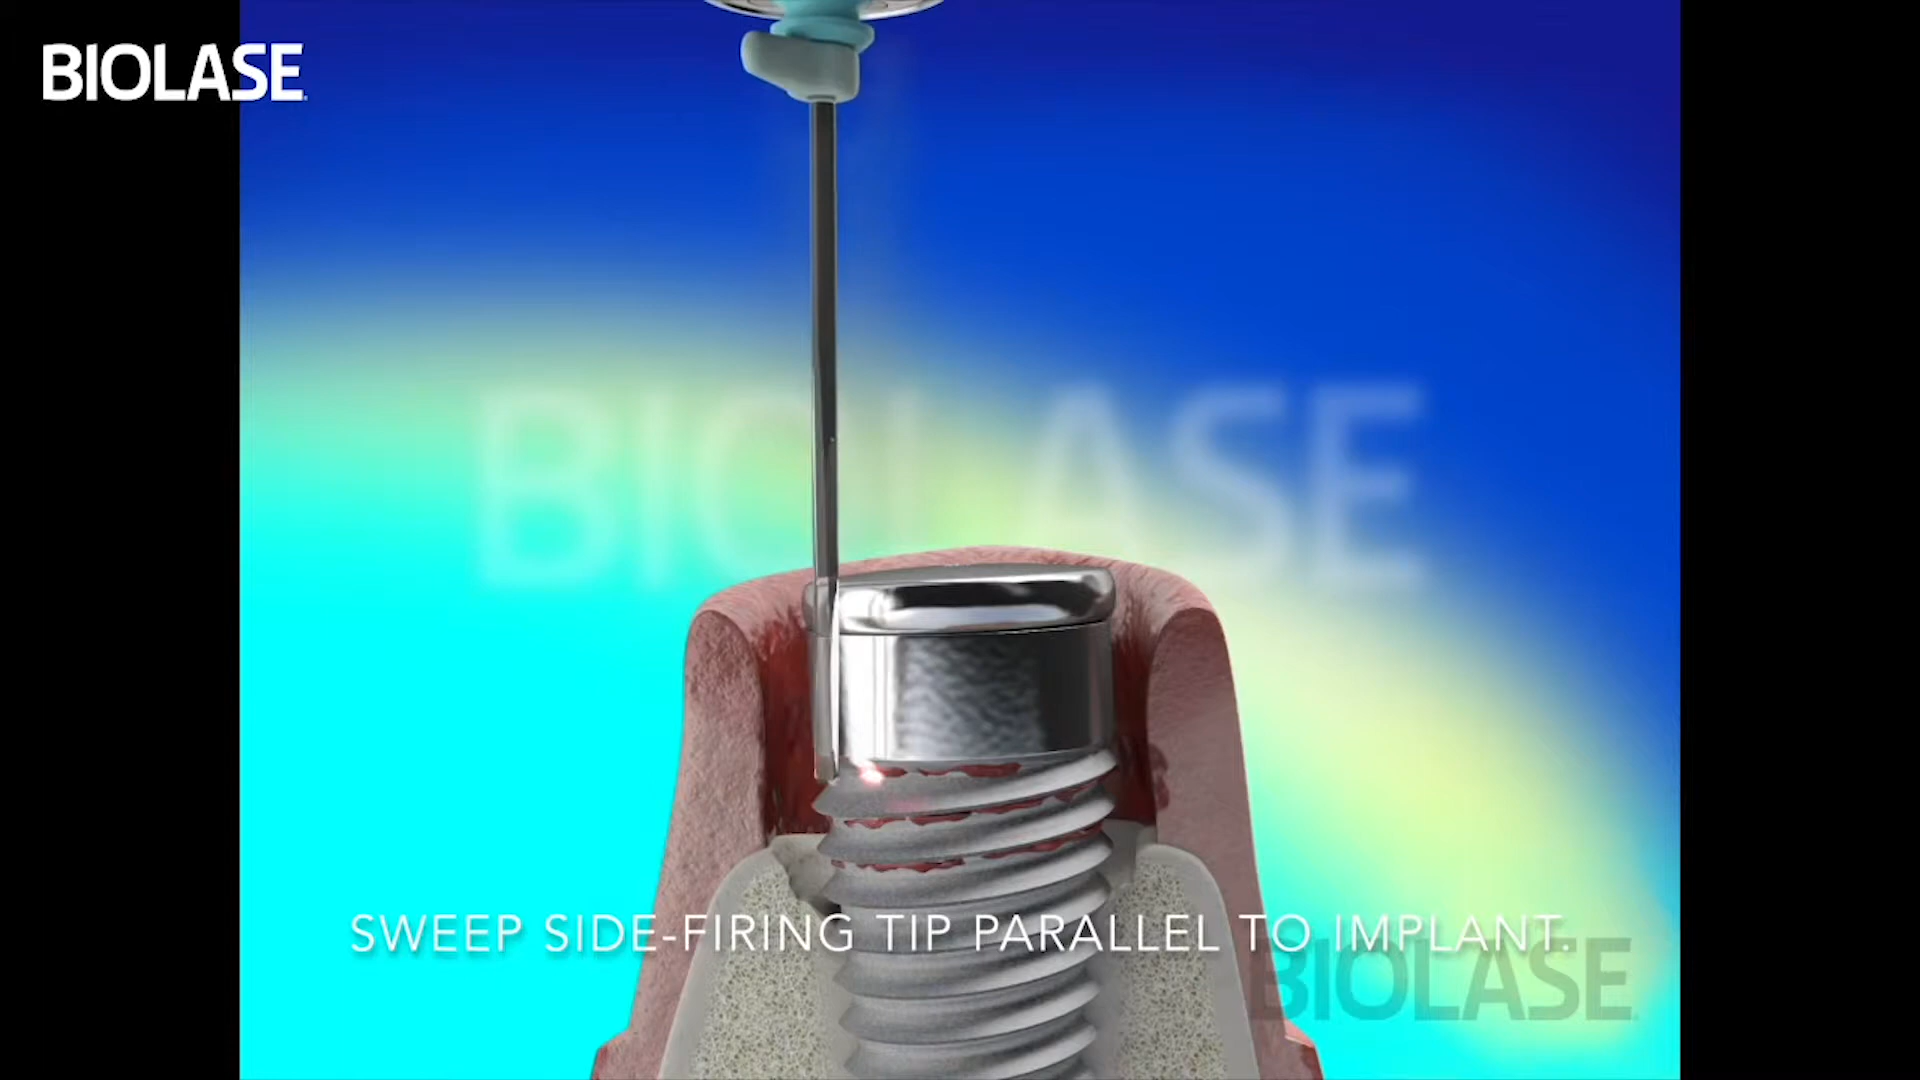 BIOLASE
BIOLASE
SWEEP SIDE-FIRING TIP PARALLEL TO IMPLANT.
BIOLASE